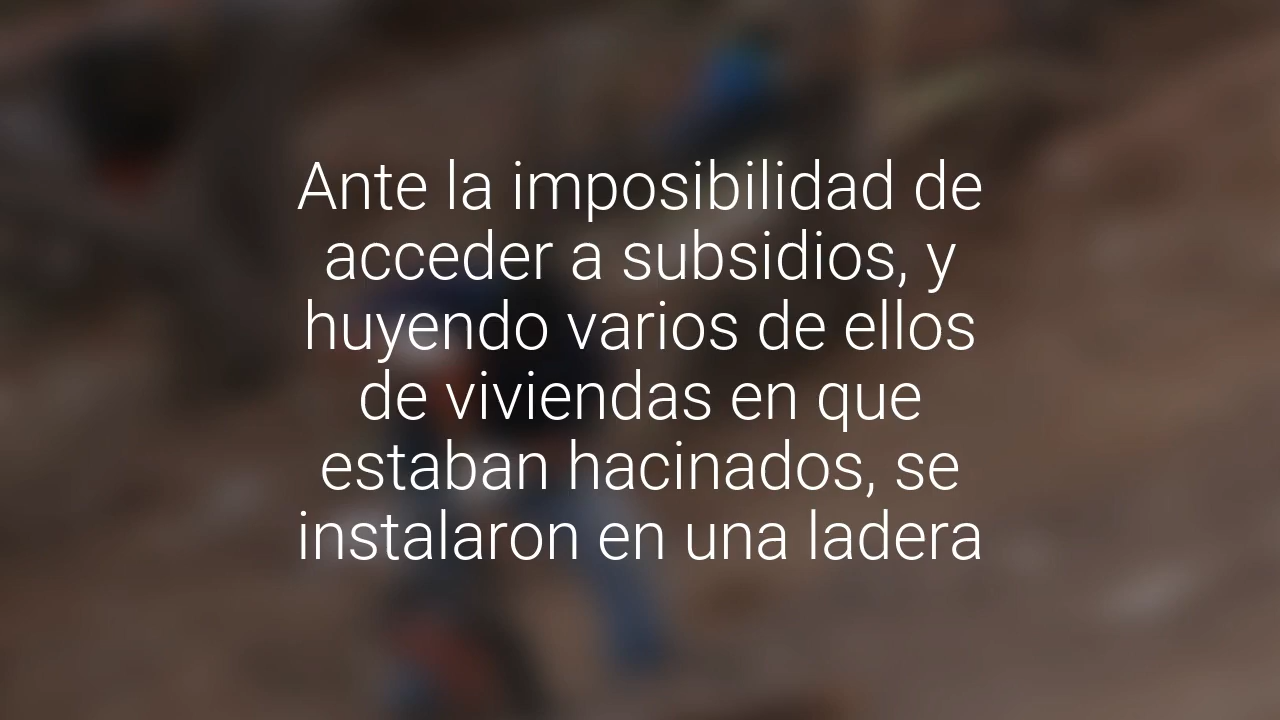 Ante la imposibilidad de
acceder a subsidios, y
huyendo varios de ellos
de viviendas en que
estaban hacinados, se
instalaron en una ladera